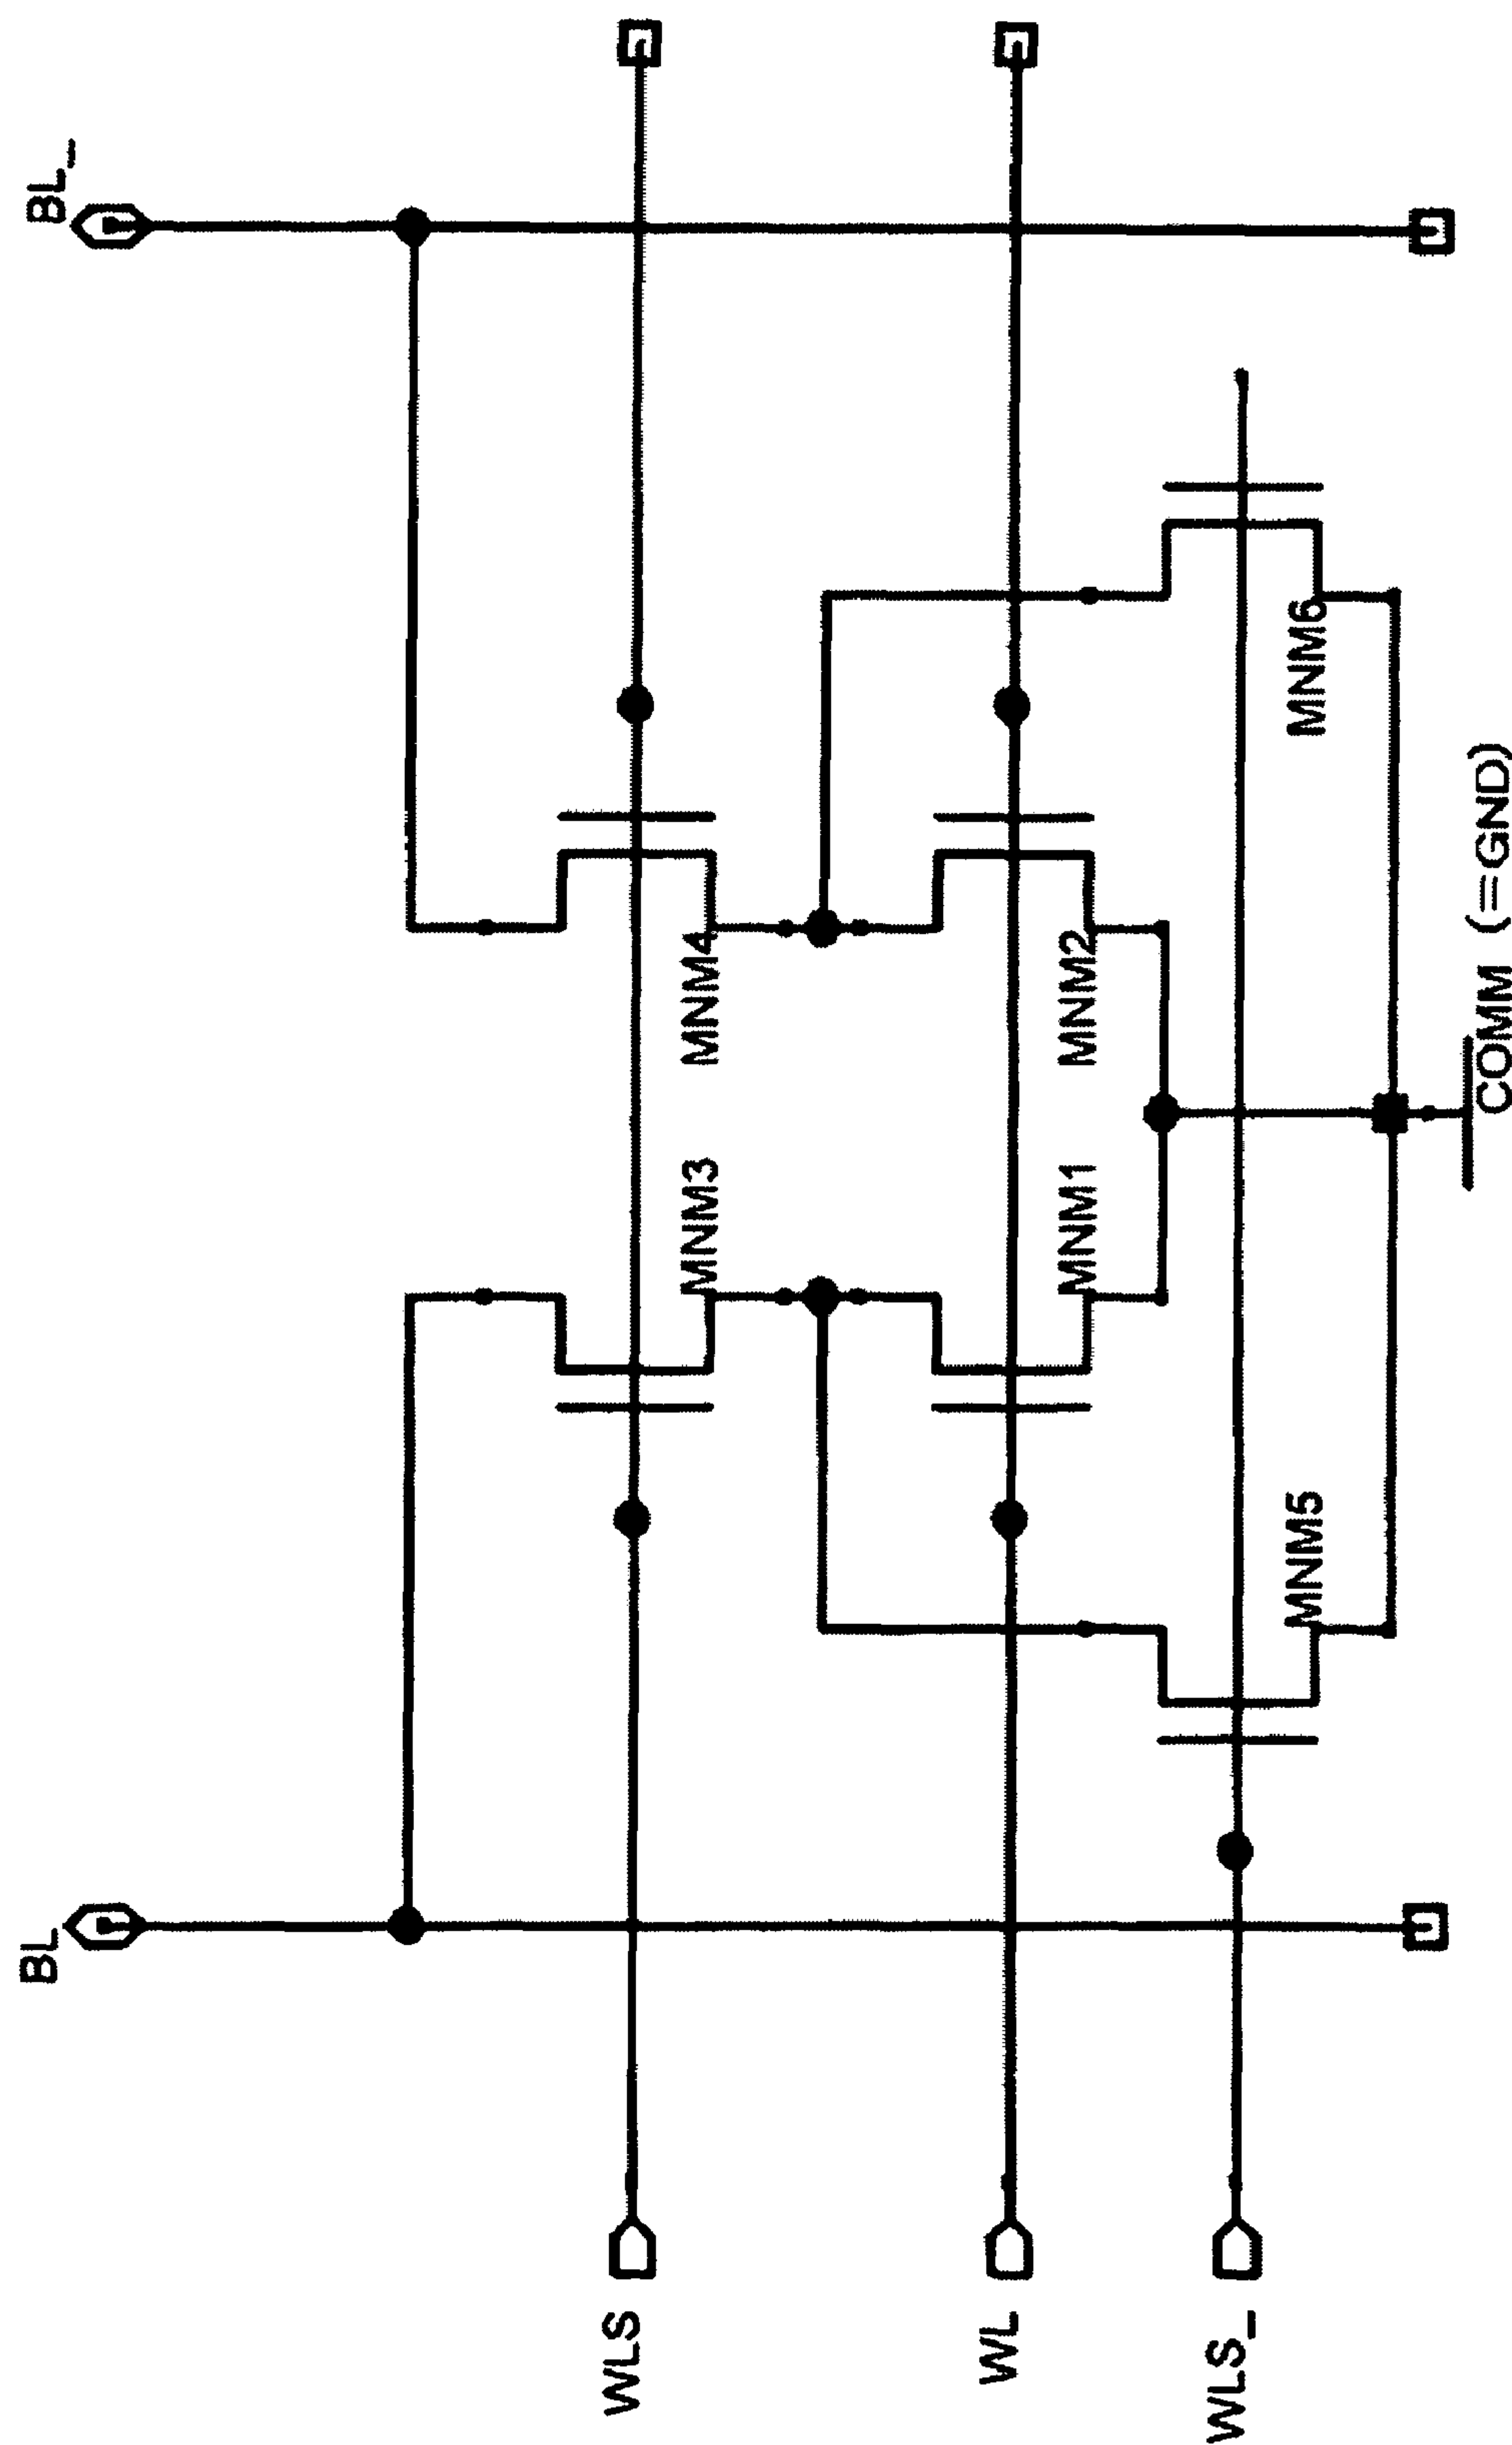 BL
BL_
WLS
MNM3
MNM4
WL
MNM1
MNM2
WLS_
MNM5
MNM6
COMM (=GND)